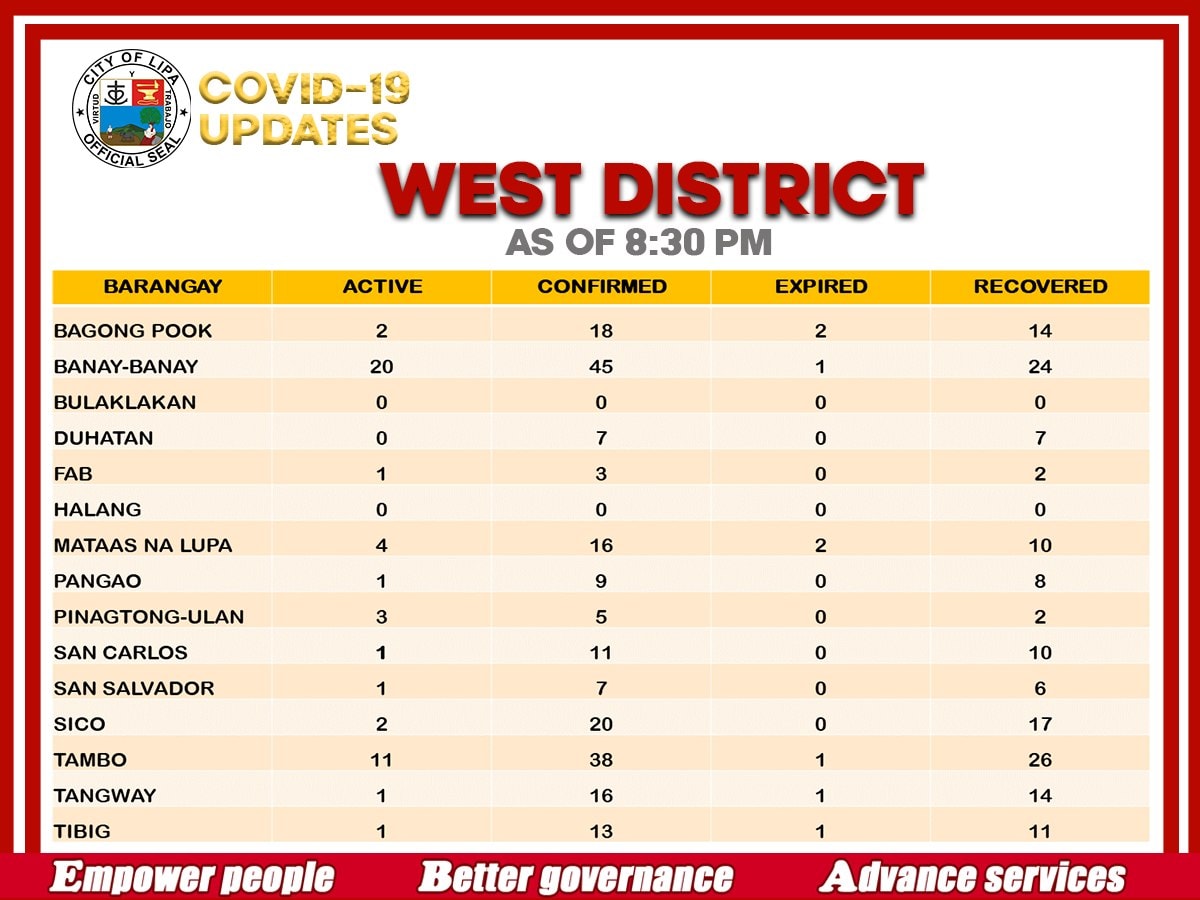 CITY OF LIPA
Y
VIRTUD
TRABAJO
OFFICIAL SEAL
COVID-19
UPDATES
WEST DISTRICT
AS OF 8:30 PM
BARANGAY ACTIVE CONFIRMED EXPIRED RECOVERED
BAGONG POOK 2 18 2 14
BANAY-BANAY 20 45 1 24
BULAKLAKAN 0 0 0 0
DUHATAN 0 7 0 7
FAB 1 3 0 2
HALANG 0 0 0 0
MATAAS NA LUPA 4 16 2 10
PANGAO 1 9 0 8
PINAGTONG-ULAN 3 5 0 2
SAN CARLOS 1 11 0 10
SAN SALVADOR 1 7 0 6
SICO 2 20 0 17
TAMBO 11 38 1 26
TANGWAY 1 16 1 14
TIBIG 1 13 1 11
Empower people Better governance Advance services